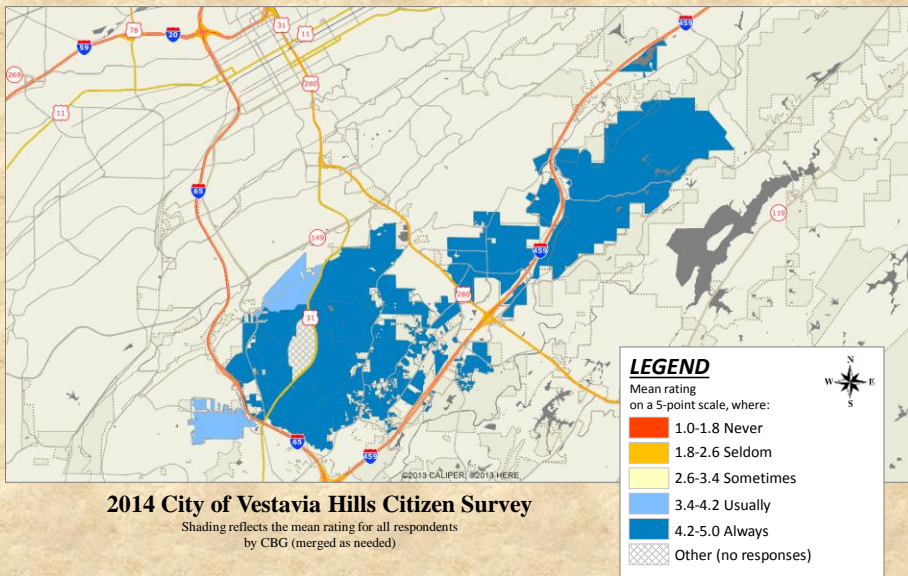 459
31
78
11
59
20
280
269
11
65
119
149
459
280
31
65
459
©2013 CALIPER; ©2013 HERE
LEGEND
Mean rating
on a 5-point scale, where:
N
W E
S
1.0-1.8 Never
1.8-2.6 Seldom
2.6-3.4 Sometimes
3.4-4.2 Usually
4.2-5.0 Always
Other (no responses)
2014 City of Vestavia Hills Citizen Survey
Shading reflects the mean rating for all respondents
by CBG (merged as needed)